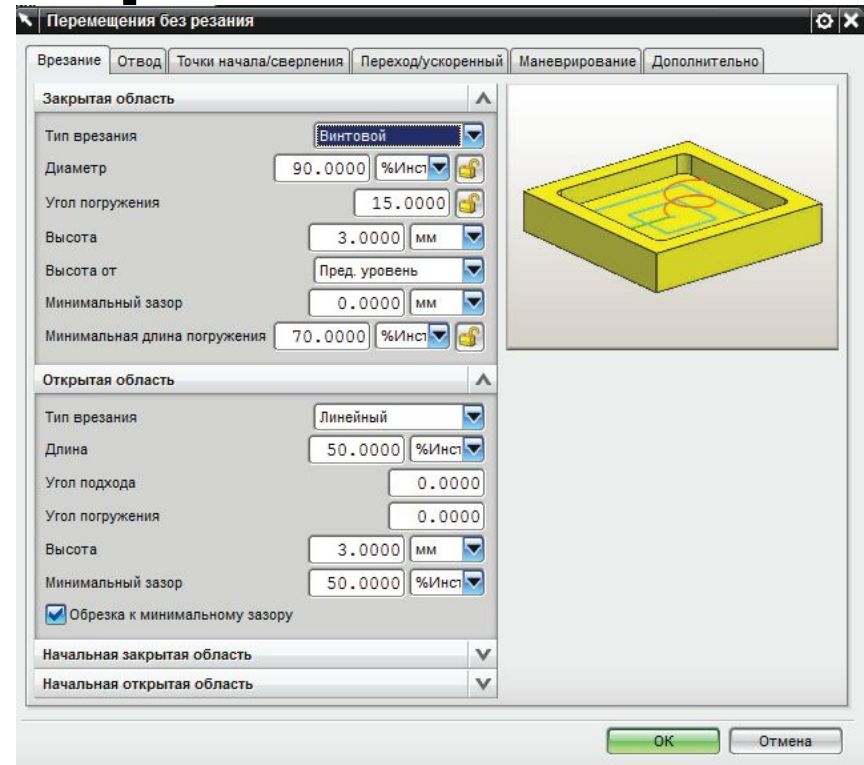 Перемещения без резания
Врезание Отвод Точки начала/сверления Переход/ускоренный Маневрирование Дополнительно
Закрытая область
Тип врезания Винтовой
Диаметр 90.0000 %Инст
Угол погружения 15.0000
Высота 3.0000 мм
Высота от Пред. уровень
Минимальный зазор 0.0000 мм
Минимальная длина погружения 70.0000 %Инст
Открытая область
Тип врезания Линейный
Длина 50.0000 %Инст
Угол подхода 0.0000
Угол погружения 0.0000
Высота 3.0000 мм
Минимальный зазор 50.0000 %Инст
Обрезка к минимальному зазору
Начальная закрытая область
Начальная открытая область
ОК Отмена